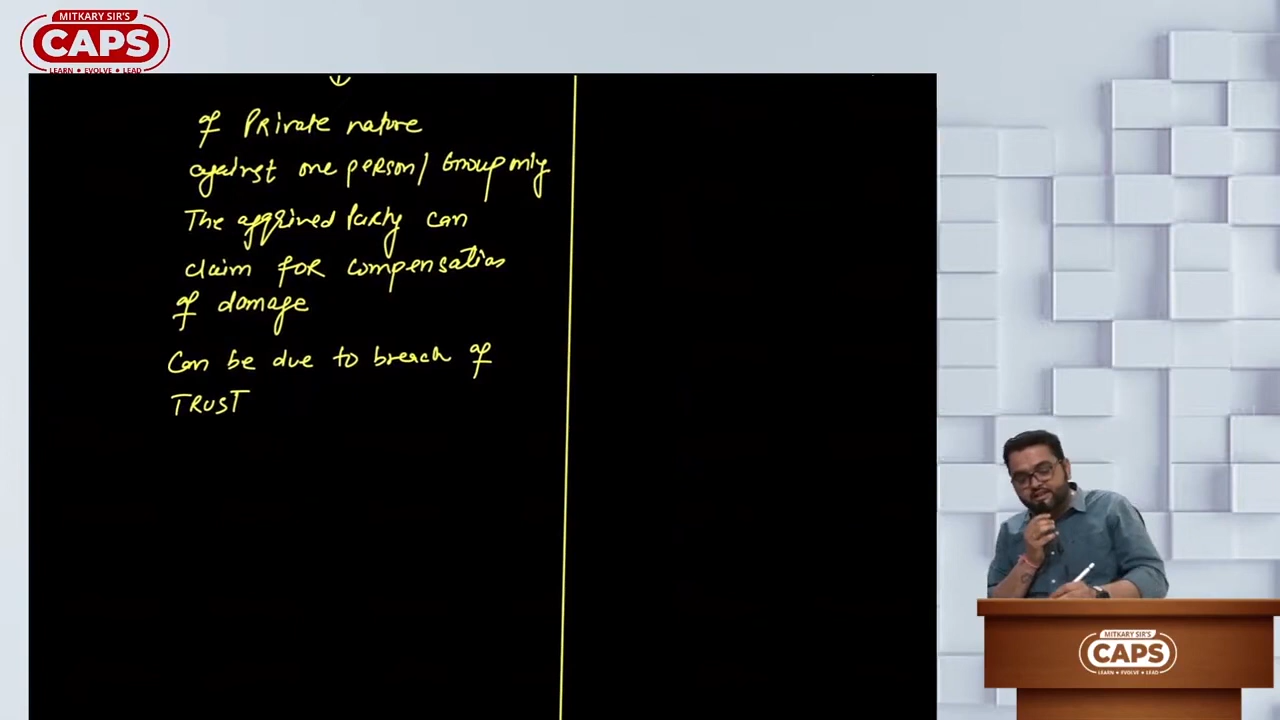 MITKARY SIR'S
CAPS
LEARN • EVOLVE • LEAD
of Private nature
against one person/ Group only
The aggrived Party can
claim for compensation
of damage
Can be due to breach of
TRUST
MITKARY SIR'S
CAPS
LEARN • EVOLVE • LEAD